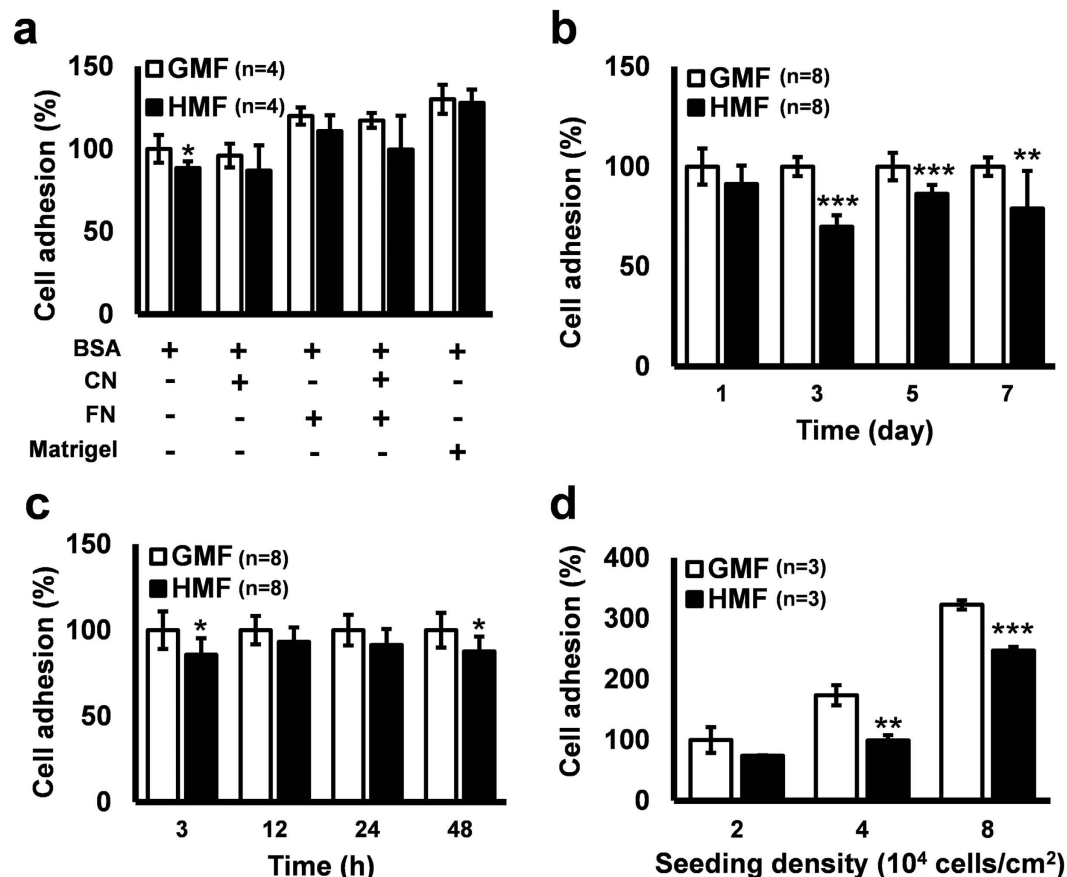 a
Cell adhesion (%)
150
100
50
0
GMF (n=4)
HMF (n=4)
*
BSA + + + + +
CN - + - + -
FN - - + + -
Matrigel - - - - +
b
Cell adhesion (%)
150
100
50
0
GMF (n=8)
HMF (n=8)
*** *** **
1 3 5 7
Time (day)
c
Cell adhesion (%)
150
100
50
0
GMF (n=8)
HMF (n=8)
* *
3 12 24 48
Time (h)
d
Cell adhesion (%)
400
300
200
100
0
GMF (n=3)
HMF (n=3)
** ***
2 4 8
Seeding density (10⁴ cells/cm²)